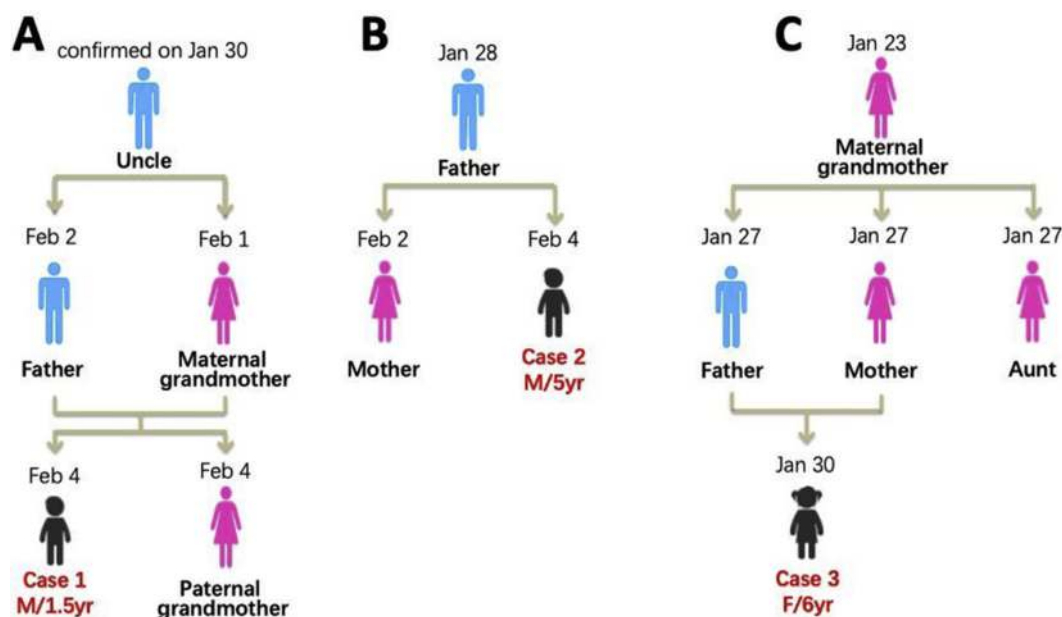 A
confirmed on Jan 30
Uncle
Feb 2
Feb 1
Father
Maternal
grandmother
Feb 4
Feb 4
Case 1
M/1.5yr
Paternal
grandmother
B
Jan 28
Father
Feb 2
Feb 4
Mother
Case 2
M/5yr
C
Jan 23
Maternal
grandmother
Jan 27
Jan 27
Jan 27
Father
Mother
Aunt
Jan 30
Case 3
F/6yr